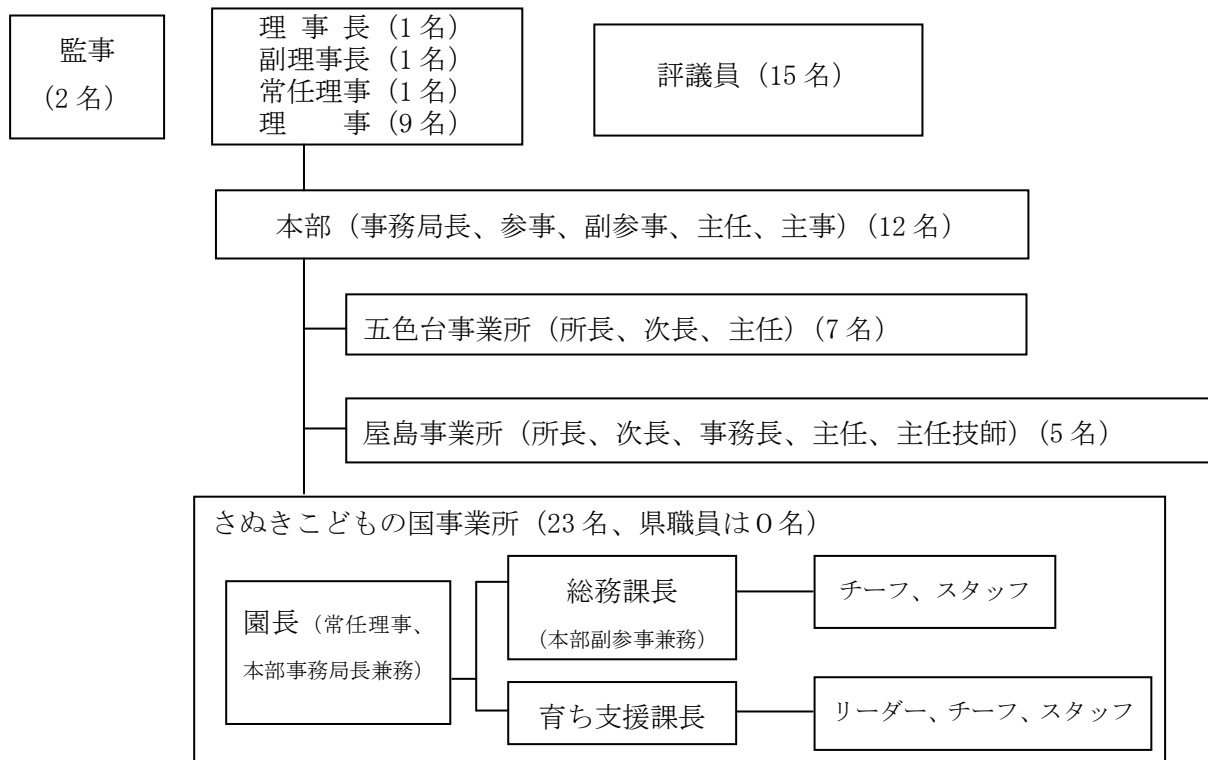 監事
(2 名)
理 事 長 (1 名)
副理事長 (1 名)
常任理事 (1 名)
理　　事 (9 名)
評議員 (15 名)
本部 (事務局長、参事、副参事、主任、主事) (12 名)
五色台事業所 (所長、次長、主任) (7 名)
屋島事業所 (所長、次長、事務長、主任、主任技師) (5 名)
さぬきこどもの国事業所 (23 名、県職員は０名)
園長 (常任理事、
本部事務局長兼務)
総務課長
(本部副参事兼務)
チーフ、スタッフ
育ち支援課長
リーダー、チーフ、スタッフ